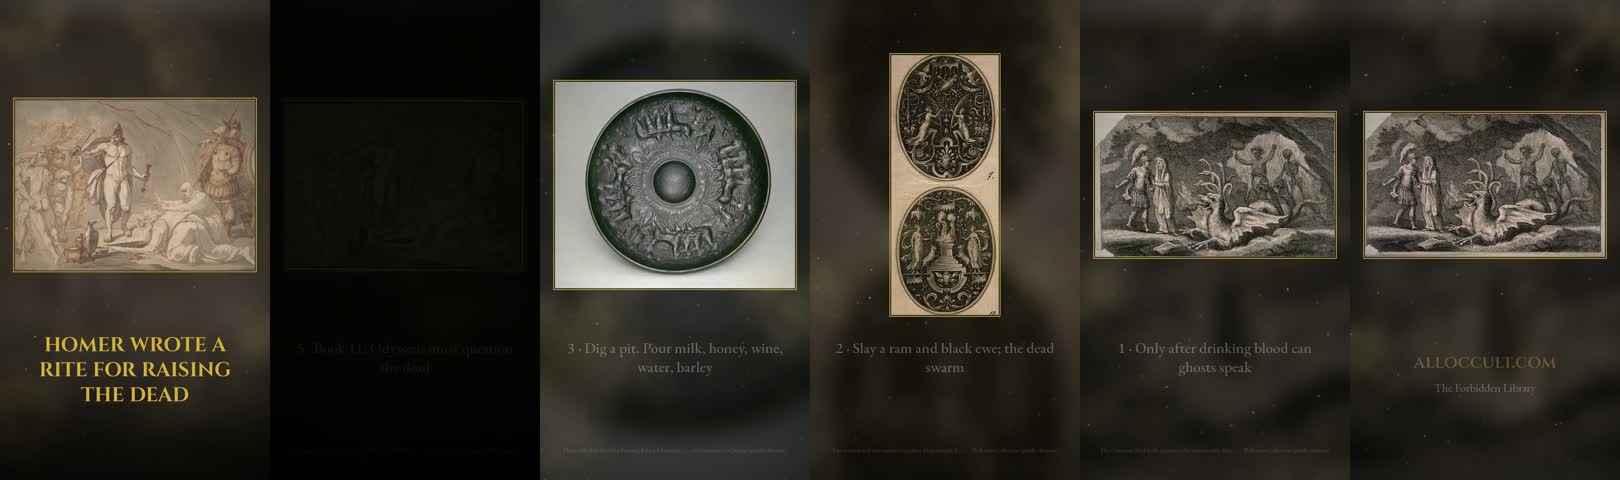 HOMER WROTE A
RITE FOR RAISING
THE DEAD
5 · Book 11: Odysseus must question
the dead
3 · Dig a pit. Pour milk, honey, wine,
water, barley
2 · Slay a ram and black ewe; the dead
swarm
1 · Only after drinking blood can
ghosts speak
ALLOCCULT.COM
The Forbidden Library